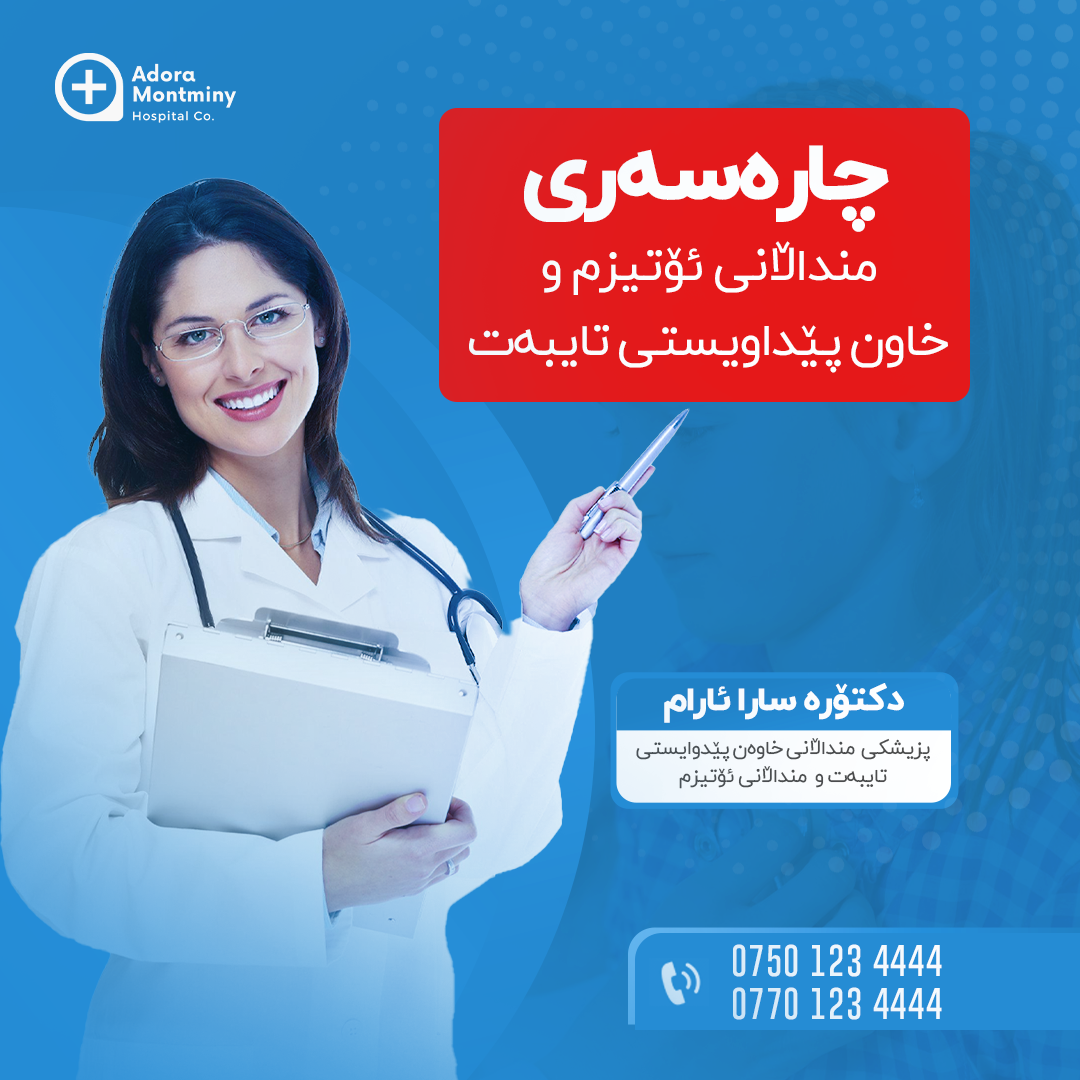 Adora
Montminy
Hospital Co.
چارەسەری
منداڵانی ئۆتیزم و
خاون پێداویستی تایبەت
دکتۆرە سارا ئارام
پزیشکی منداڵانی خاوەن پێدوایستی
تایبەت و منداڵانی ئۆتیزم
0750 123 4444
0770 123 4444